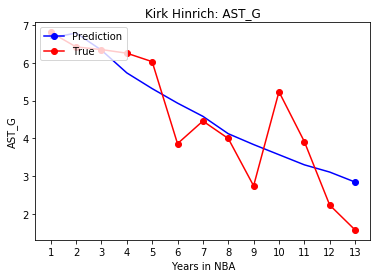 Kirk Hinrich: AST_G
Prediction
True
AST_G
7
6
5
4
3
2
1 2 3 4 5 6 7 8 9 10 11 12 13
Years in NBA